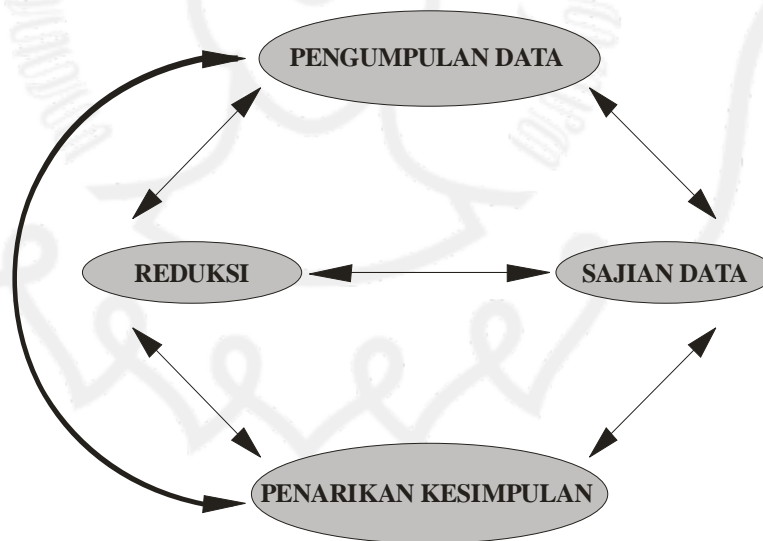 PENGUMPULAN DATA
REDUKSI
SAJIAN DATA
PENARIKAN KESIMPULAN